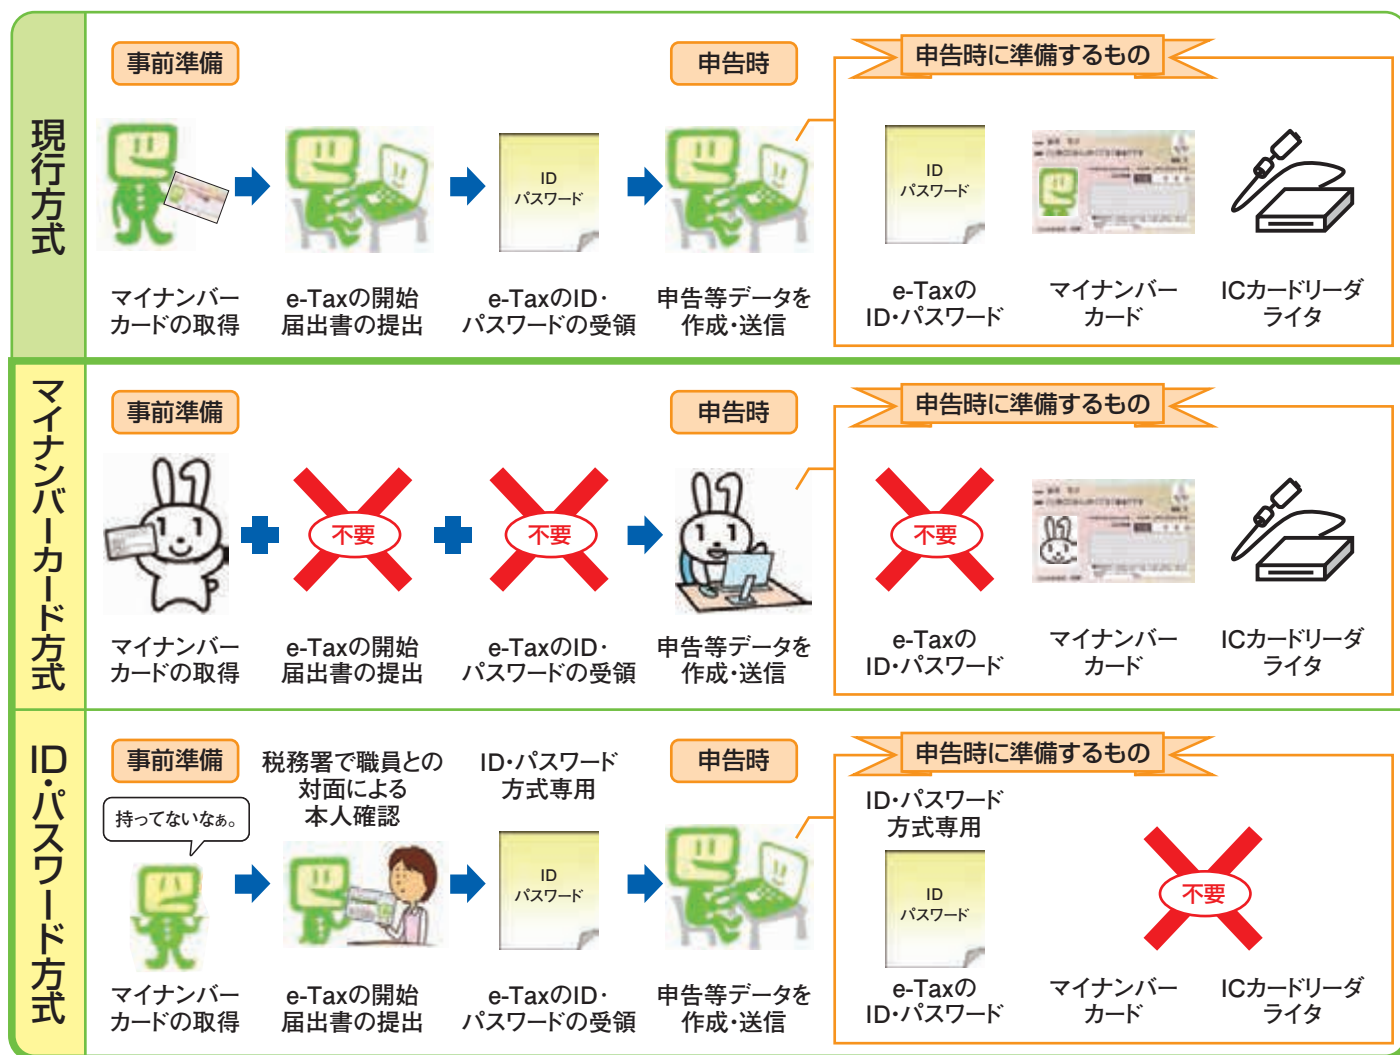 現行方式
事前準備
申告時
申告時に準備するもの
ID
パスワード
ID
パスワード
マイナンバー
カードの取得
e-Taxの開始
届出書の提出
e-TaxのID・
パスワードの受領
申告等データを
作成・送信
e-Taxの
ID・パスワード
マイナンバー
カード
ICカードリーダ
ライタ
マイナンバーカード方式
事前準備
申告時
申告時に準備するもの
不要
不要
不要
マイナンバー
カードの取得
e-Taxの開始
届出書の提出
e-TaxのID・
パスワードの受領
申告等データを
作成・送信
e-Taxの
ID・パスワード
マイナンバー
カード
ICカードリーダ
ライタ
ID・パスワード方式
事前準備
税務署で職員との
対面による
本人確認
ID・パスワード
方式専用
申告時
申告時に準備するもの
ID・パスワード
方式専用
持ってないなぁ。
ID
パスワード
ID
パスワード
不要
マイナンバー
カードの取得
e-Taxの開始
届出書の提出
e-TaxのID・
パスワードの受領
申告等データを
作成・送信
e-Taxの
ID・パスワード
マイナンバー
カード
ICカードリーダ
ライタ